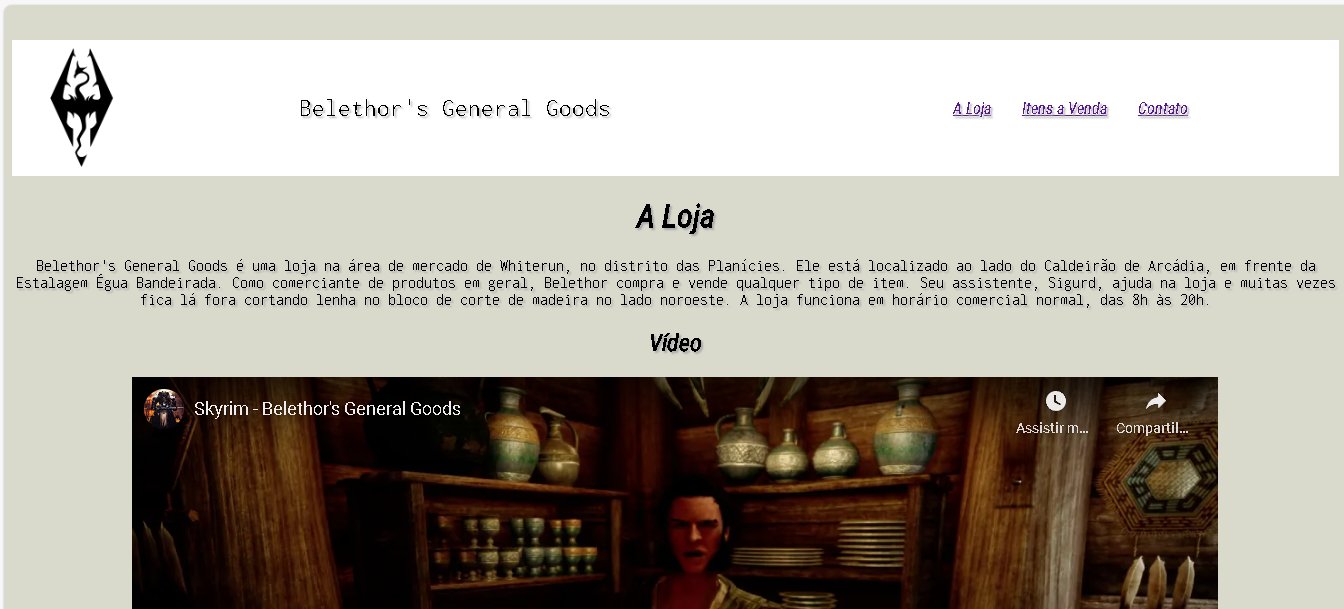 Belethor's General Goods
A Loja
Itens a Venda
Contato
A Loja
Belethor's General Goods é uma loja na área de mercado de Whiterun, no distrito das Planícies. Ele está localizado ao lado do Caldeirão de Arcádia, em frente da
Estalagem Égua Bandeirada. Como comerciante de produtos em geral, Belethor compra e vende qualquer tipo de item. Seu assistente, Sigurd, ajuda na loja e muitas vezes
fica lá fora cortando lenha no bloco de corte de madeira no lado noroeste. A loja funciona em horário comercial normal, das 8h às 20h.
Vídeo
Skyrim - Belethor's General Goods
Assistir m...
Compartil...